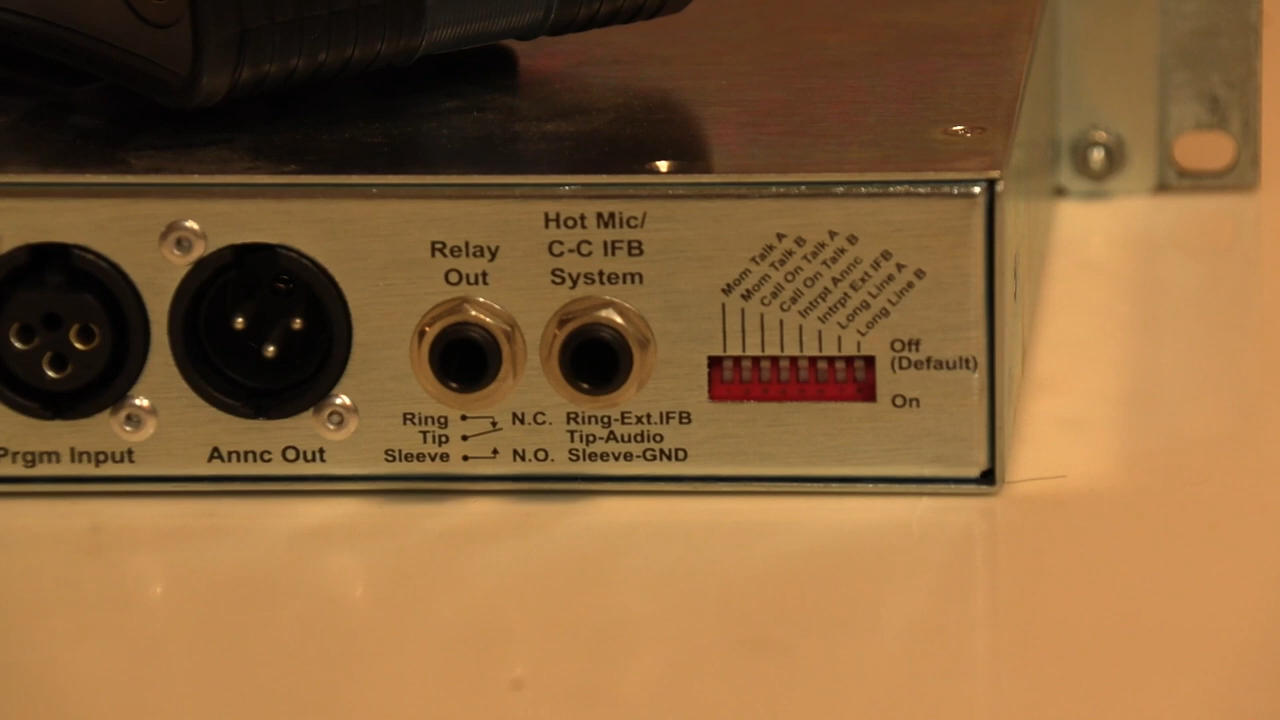 Prgm Input
Annc Out
Relay
Out
Hot Mic/
C-C IFB
System
Ring
Tip
Sleeve
N.C.
N.O.
Ring-Ext.IFB
Tip-Audio
Sleeve-GND
Mom Talk A
Mom Talk B
Call On Talk A
Call On Talk B
Intrpt Annc
Intrpt Ext IFB
Long Line A
Long Line B
Off
(Default)
On